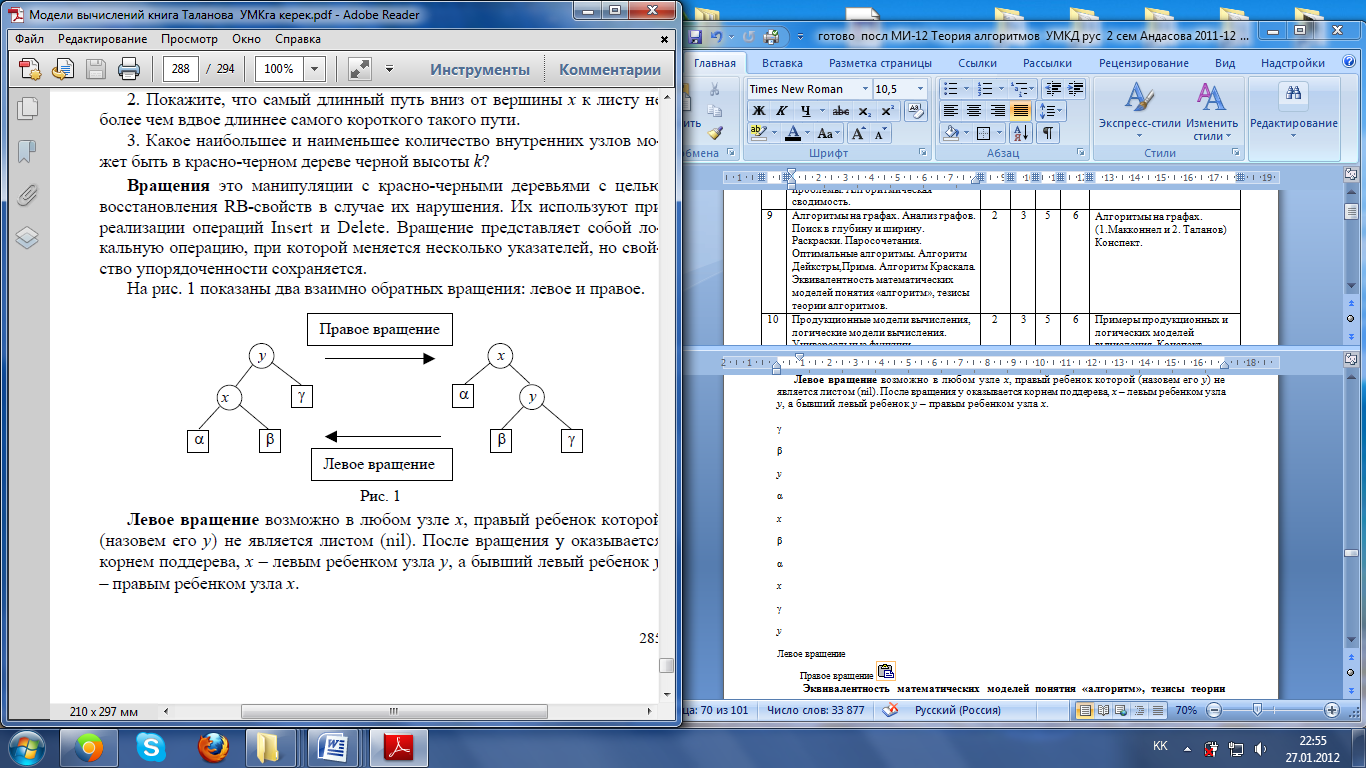 Модели вычислений книга Таланова УМКга керек.pdf - Adobe Reader
Файл Редактирование Просмотр Окно Справка
288 / 294 100% Инструменты Комментарии
2. Покажите, что самый длинный путь вниз от вершины x к листу не
более чем вдвое длиннее самого короткого такого пути.
3. Какое наибольшее и наименьшее количество внутренних узлов мо-
жет быть в красно-черном дереве черной высоты k?
Вращения это манипуляции с красно-черными деревьями с целью
восстановления RB-свойств в случае их нарушения. Их используют при
реализации операций Insert и Delete. Вращение представляет собой ло-
кальную операцию, при которой меняется несколько указателей, но свой-
ство упорядоченности сохраняется.
На рис. 1 показаны два взаимно обратных вращения: левое и правое.
Правое вращение
y x
x γ α y
α β β γ
Левое вращение
Рис. 1
Левое вращение возможно в любом узле x, правый ребенок которой
(назовем его y) не является листом (nil). После вращения y оказывается
корнем поддерева, x – левым ребенком узла y, а бывший левый ребенок y
– правым ребенком узла x.
285
210 x 297 мм
готово посл МИ-12 Теория алгоритмов УМКД рус 2 сем Андасова 2011-12 ...
Главная Вставка Разметка страницы Ссылки Рассылки Рецензирование Вид Надстройки
Times New Roman 10,5
Ж К Ч abc x₂ x²
Экспресс-стили Изменить стили Редактирование
Шрифт Абзац Стили
сводимость.
9 Алгоритмы на графах. Анализ графов. 2 3 5 6 Алгоритмы на графах.
Поиск в глубину и ширину. (1.Макконнел и 2. Таланов)
Раскраски. Паросочетания. Конспект.
Оптимальные алгоритмы. Алгоритм
Дейкстры,Прима. Алгоритм Краскала.
Эквивалентность математических
моделей понятия «алгоритм», тезисы
теории алгоритмов.
10 Продукционные модели вычисления, 2 3 5 6 Примеры продукционных и
логические модели вычисления. логических моделей
Левое вращение возможно в любом узле x, правый ребенок которой (назовем его y) не
является листом (nil). После вращения y оказывается корнем поддерева, x – левым ребенком узла
y, а бывший левый ребенок y – правым ребенком узла x.
γ
β
y
α
x
β
α
x
γ
y
Левое вращение
Правое вращение
Эквивалентность математических моделей понятия «алгоритм», тезисы теории
ца: 70 из 101 Число слов: 33 877 Русский (Россия) 70%
KK 22:55
27.01.2012